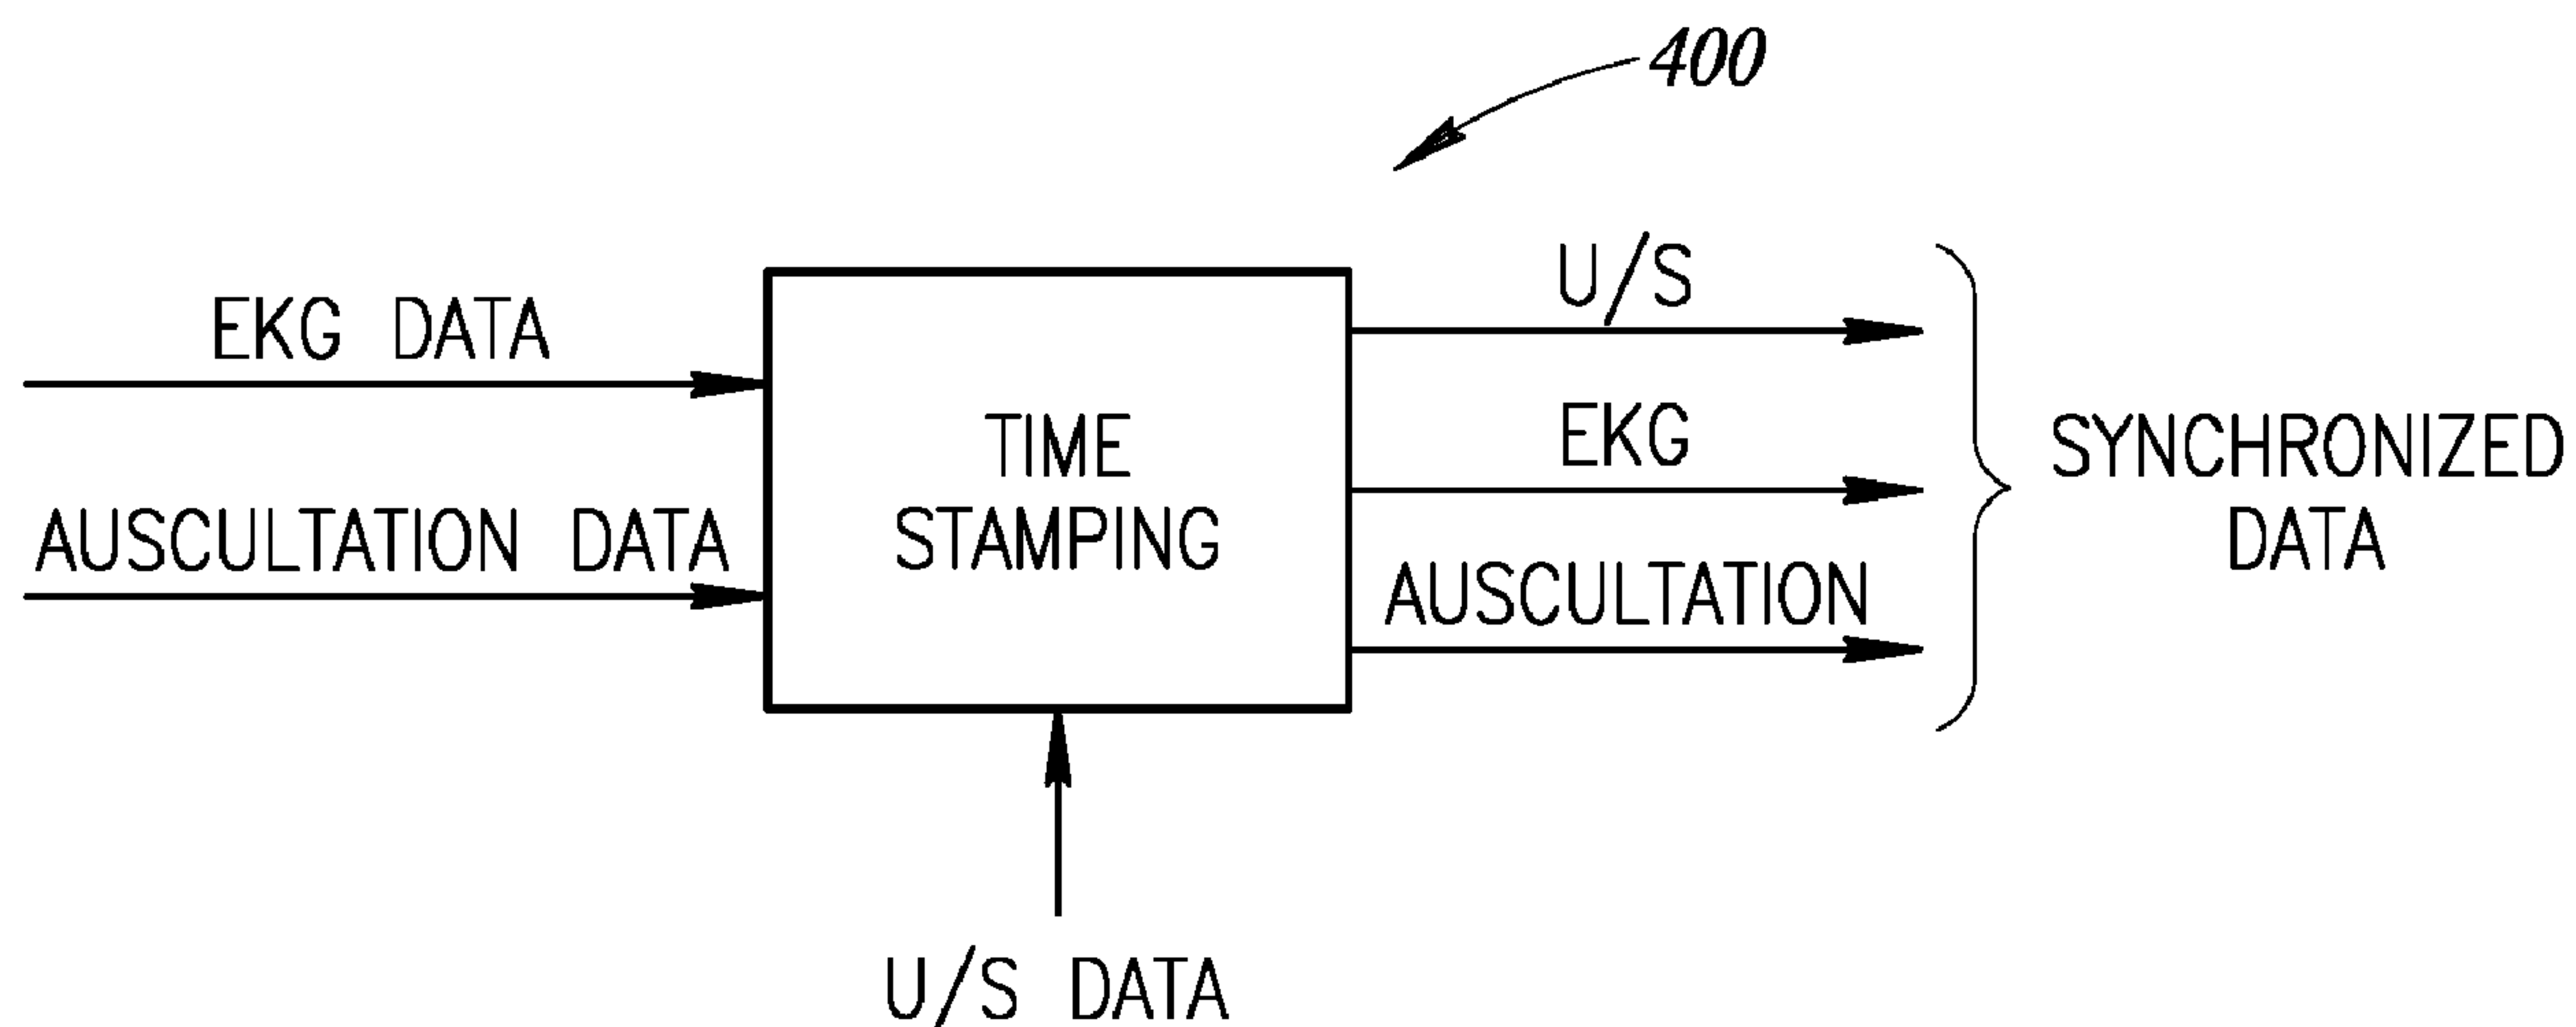 400
EKG DATA
AUSCULTATION DATA
TIME
STAMPING
U/S DATA
U/S
EKG
AUSCULTATION
SYNCHRONIZED
DATA